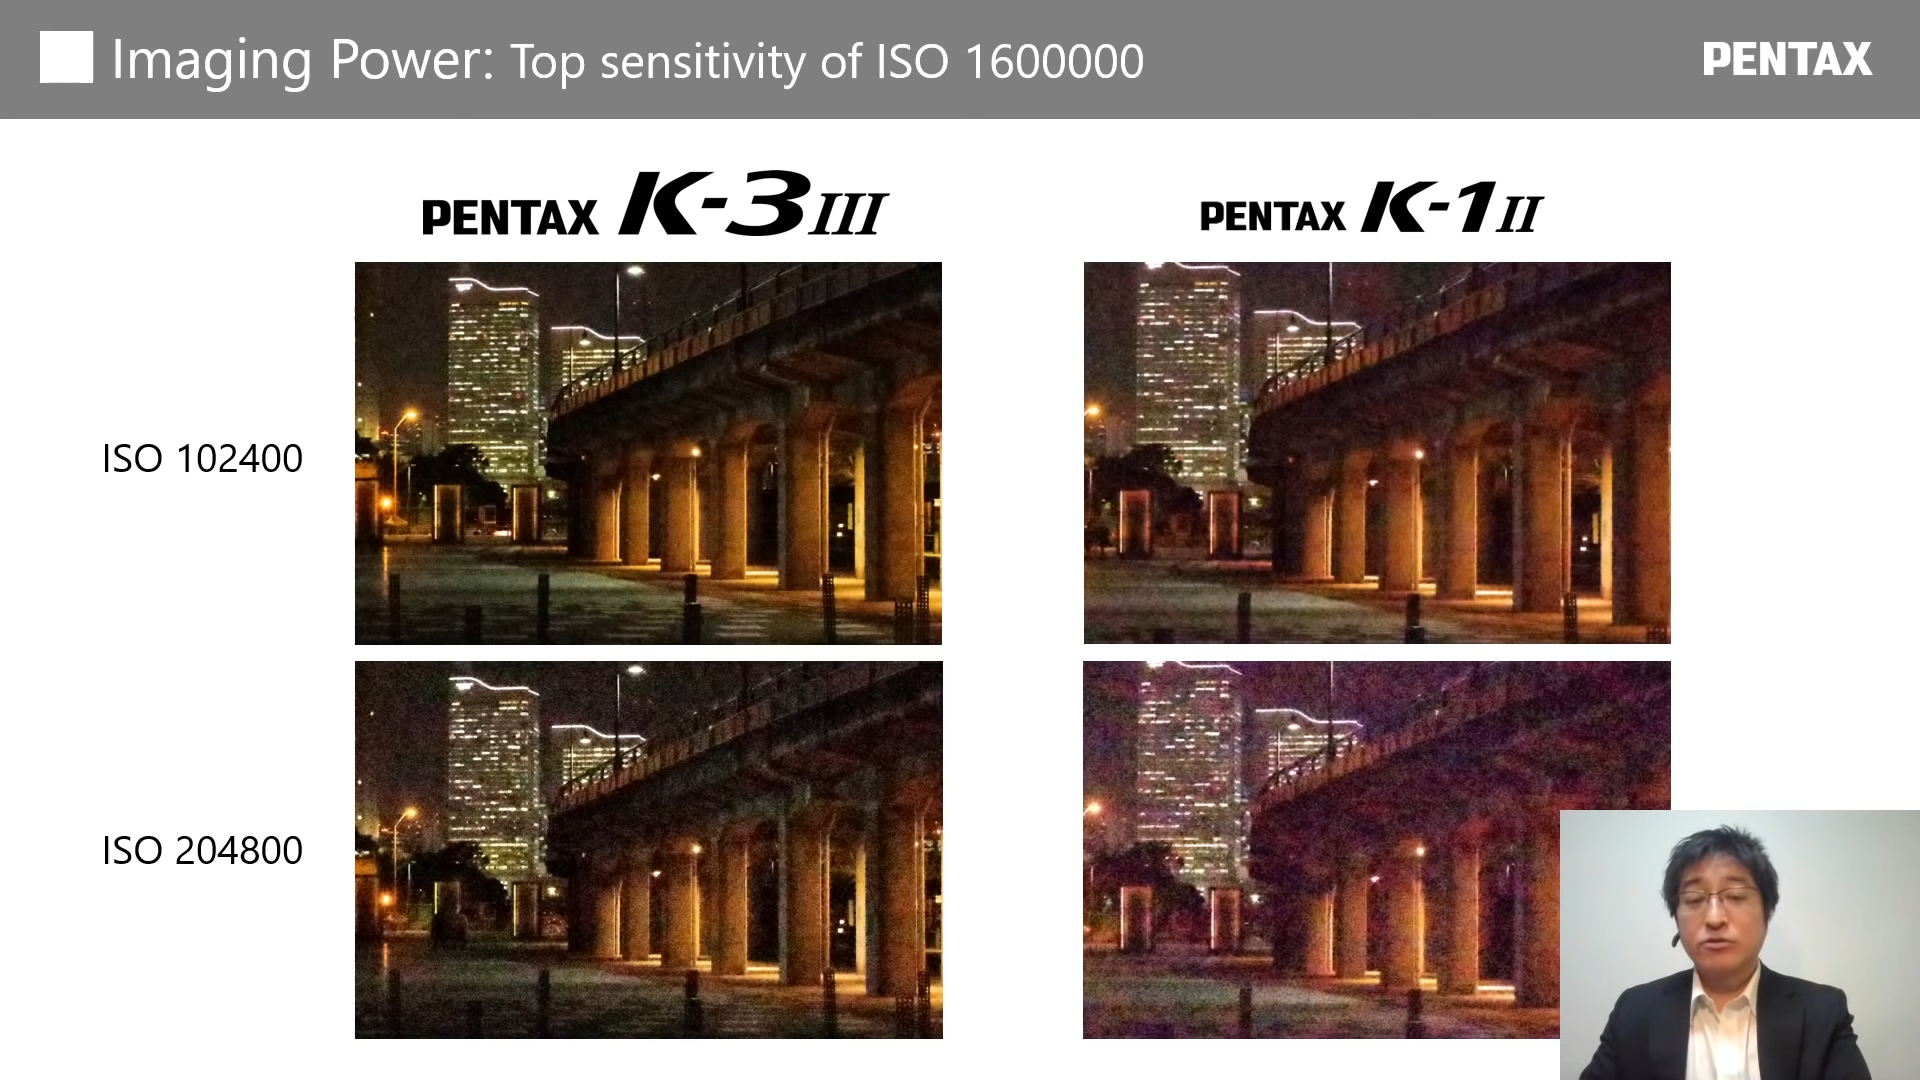 Imaging Power: Top sensitivity of ISO 1600000
PENTAX
PENTAX K-3 III
PENTAX K-1 II
ISO 102400
ISO 204800